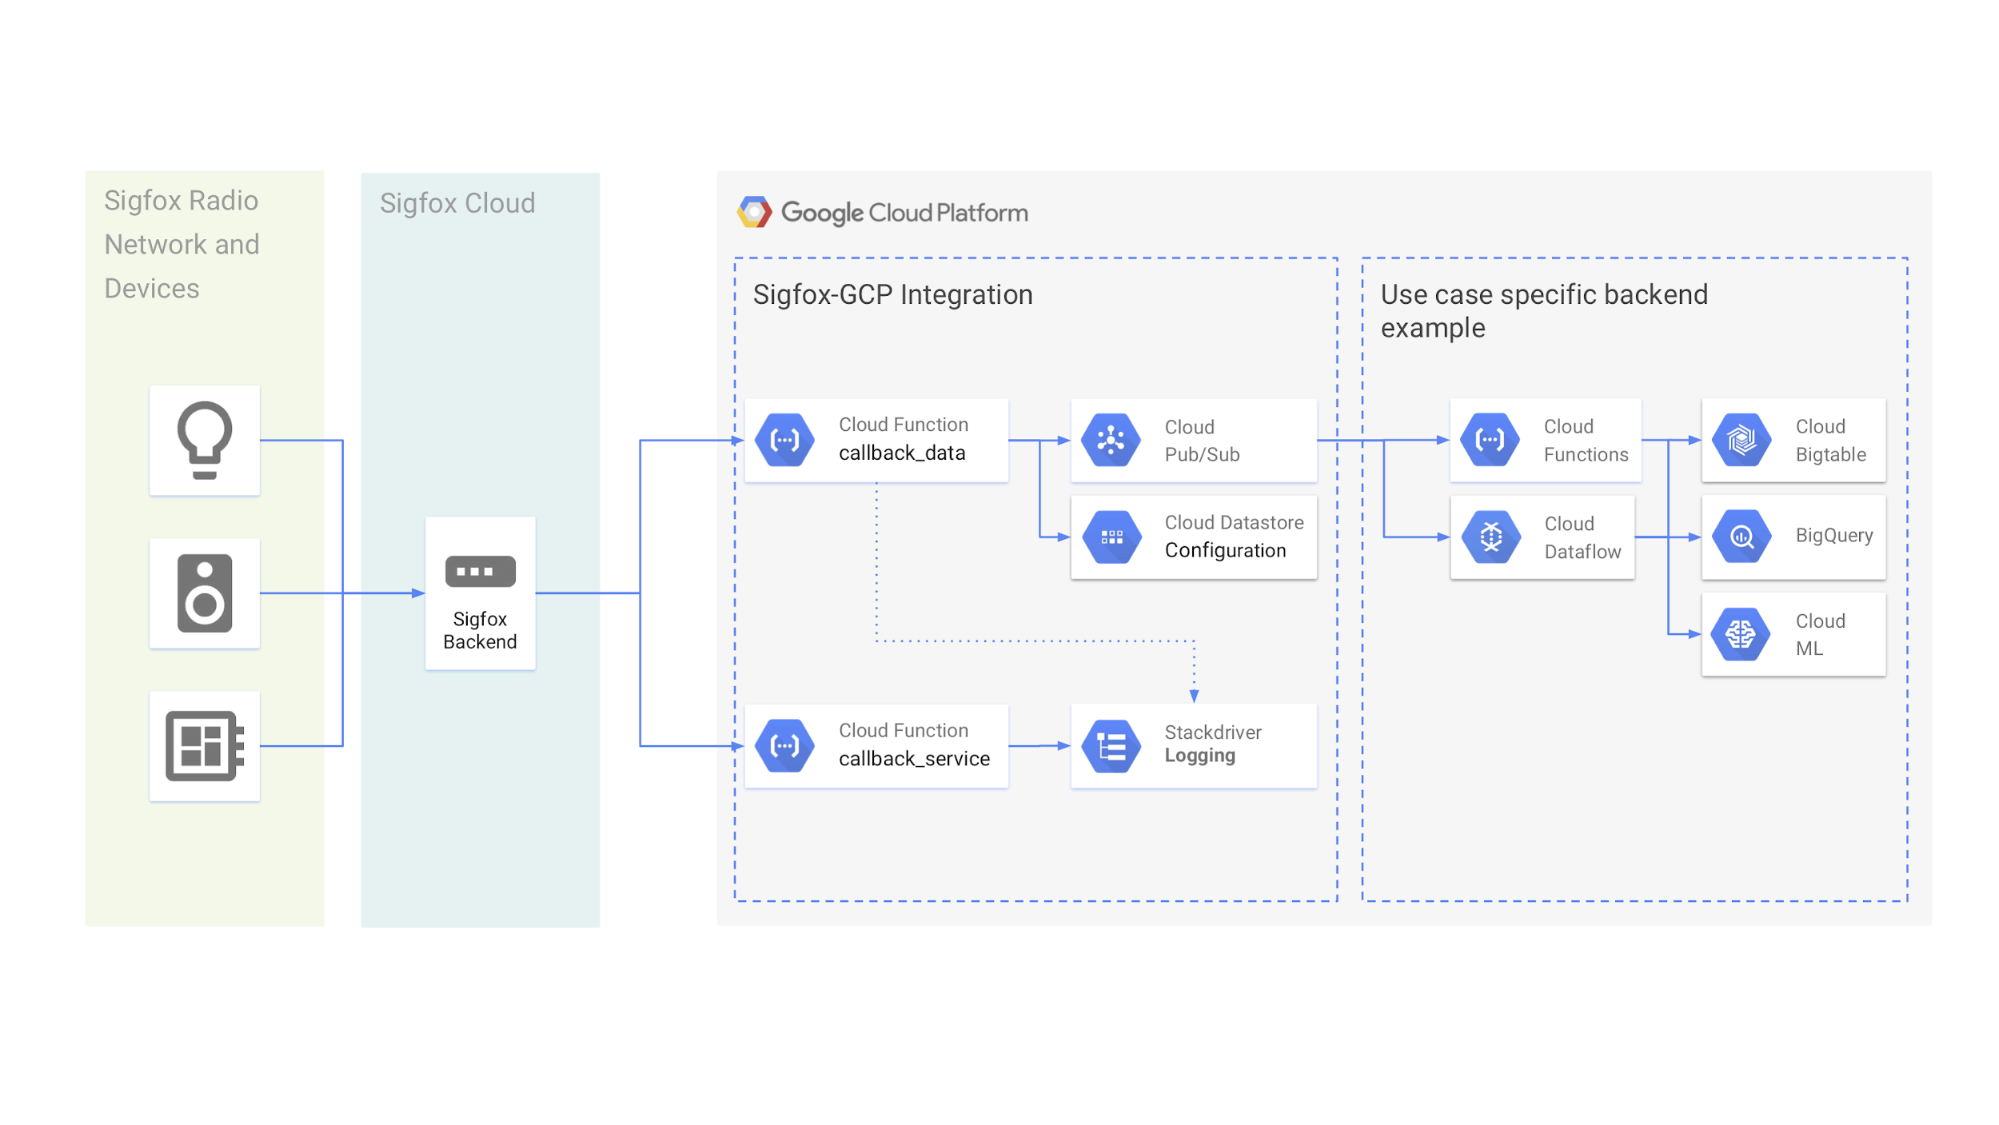 Sigfox Radio
Network and
Devices
Sigfox Cloud
Sigfox
Backend
Google Cloud Platform
Sigfox-GCP Integration
Cloud Function
callback_data
Cloud
Pub/Sub
Cloud Datastore
Configuration
Cloud Function
callback_service
Stackdriver
Logging
Use case specific backend
example
Cloud
Functions
Cloud
Dataflow
Cloud
Bigtable
BigQuery
Cloud
ML